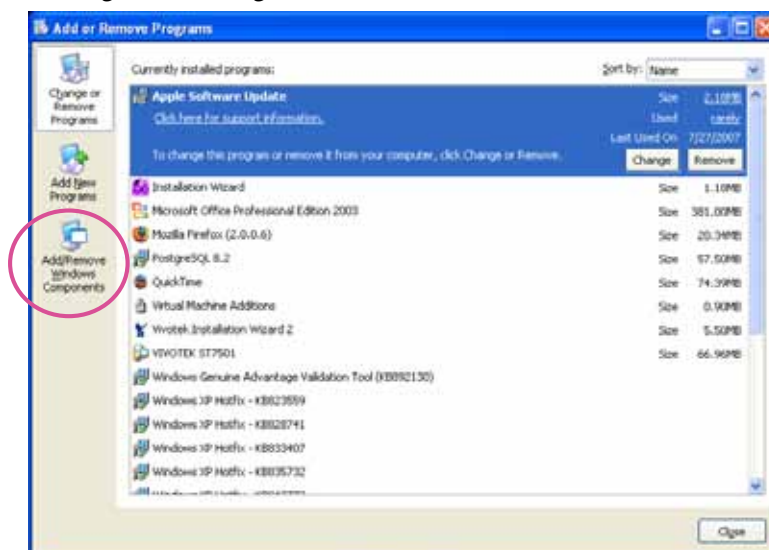 Add or Remove Programs
Change or
Remove
Programs
Add New
Programs
Add/Remove
Windows
Components
Currently installed programs:
Sort by: Name
Apple Software Update Size 2.10MB
Click here for support information. Used rarely
Last Used On 7/27/2007
To change this program or remove it from your computer, click Change or Remove. Change Remove
Installation Wizard Size 1.10MB
Microsoft Office Professional Edition 2003 Size 381.00MB
Mozilla Firefox (2.0.0.6) Size 20.34MB
PostgreSQL 8.2 Size 57.50MB
QuickTime Size 74.39MB
Virtual Machine Additions Size 0.90MB
Vivotek Installation Wizard 2 Size 5.50MB
VIVOTEK ST7501 Size 66.96MB
Windows Genuine Advantage Validation Tool (KB892130)
Windows XP Hotfix - KB823559
Windows XP Hotfix - KB828741
Windows XP Hotfix - KB833407
Windows XP Hotfix - KB835732
Close